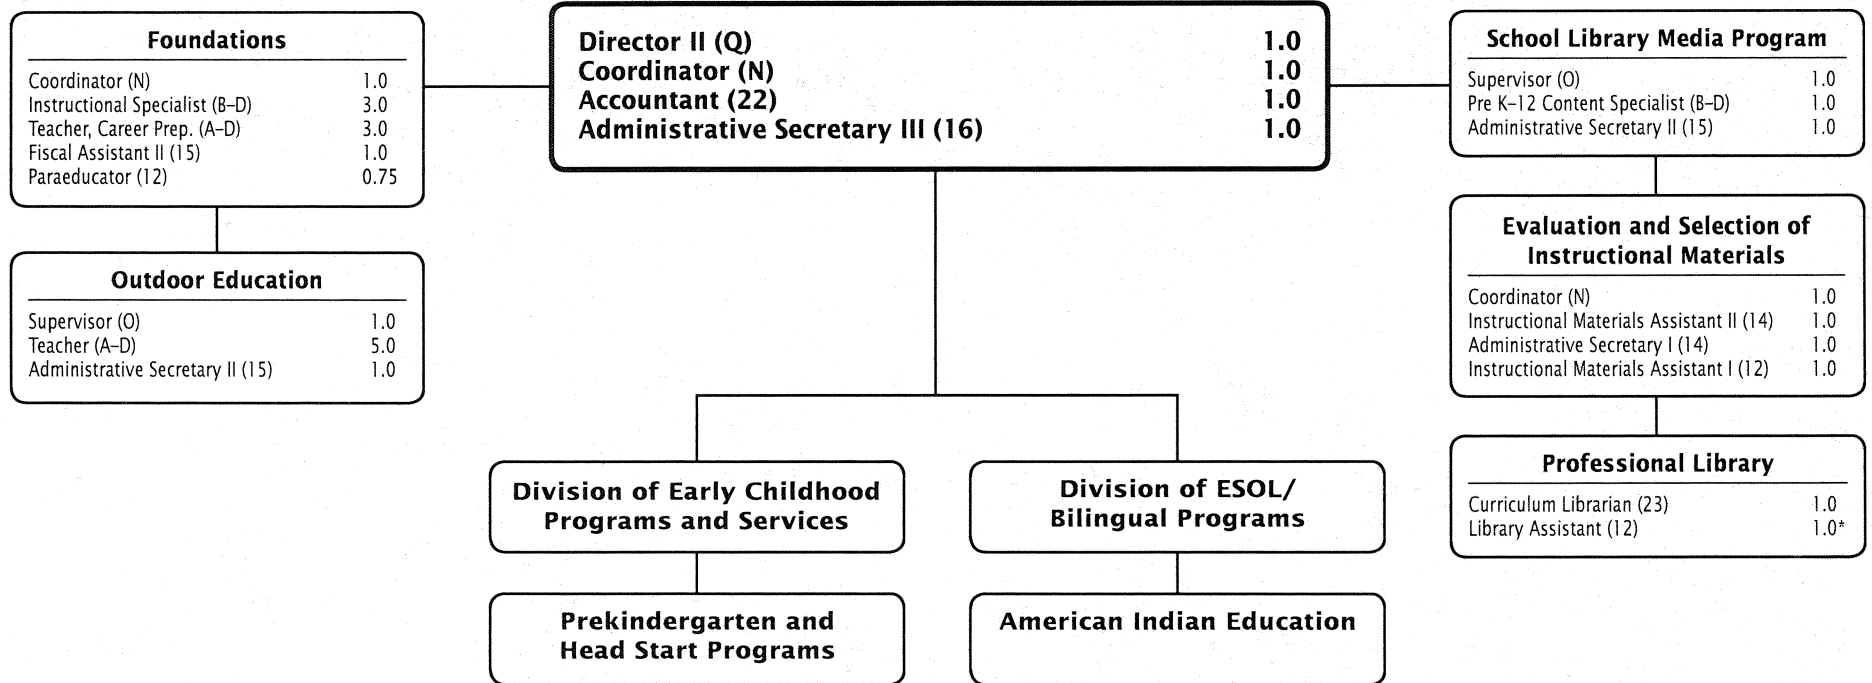 Foundations
Coordinator (N) 1.0
Instructional Specialist (B–D) 3.0
Teacher, Career Prep. (A–D) 3.0
Fiscal Assistant II (15) 1.0
Paraeducator (12) 0.75
Outdoor Education
Supervisor (O) 1.0
Teacher (A–D) 5.0
Administrative Secretary II (15) 1.0
Director II (Q) 1.0
Coordinator (N) 1.0
Accountant (22) 1.0
Administrative Secretary III (16) 1.0
Division of Early Childhood
Programs and Services
Prekindergarten and
Head Start Programs
Division of ESOL/
Bilingual Programs
American Indian Education
School Library Media Program
Supervisor (O) 1.0
Pre K–12 Content Specialist (B–D) 1.0
Administrative Secretary II (15) 1.0
Evaluation and Selection of
Instructional Materials
Coordinator (N) 1.0
Instructional Materials Assistant II (14) 1.0
Administrative Secretary I (14) 1.0
Instructional Materials Assistant I (12) 1.0
Professional Library
Curriculum Librarian (23) 1.0
Library Assistant (12) 1.0*